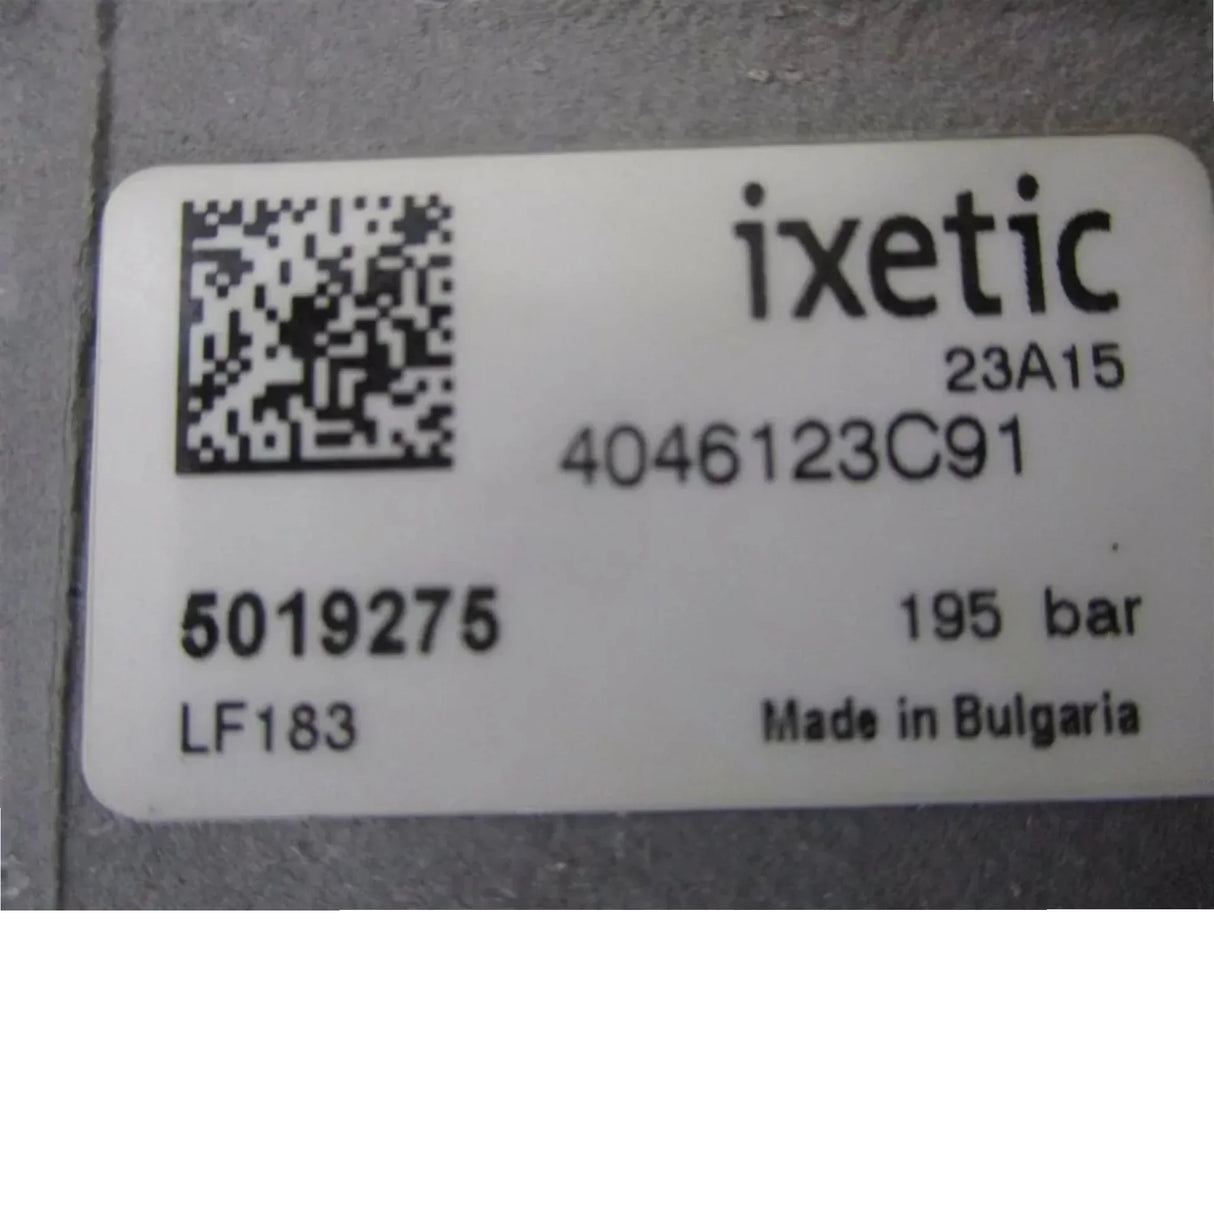 ixetic
23A15
4046123C91
5019275
195 bar
LF183
Made in Bulgaria